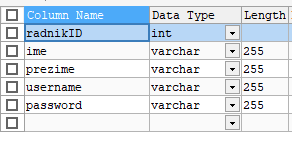 Column Name Data Type Length
radnikID int
ime varchar 255
prezime varchar 255
username varchar 255
password varchar 255